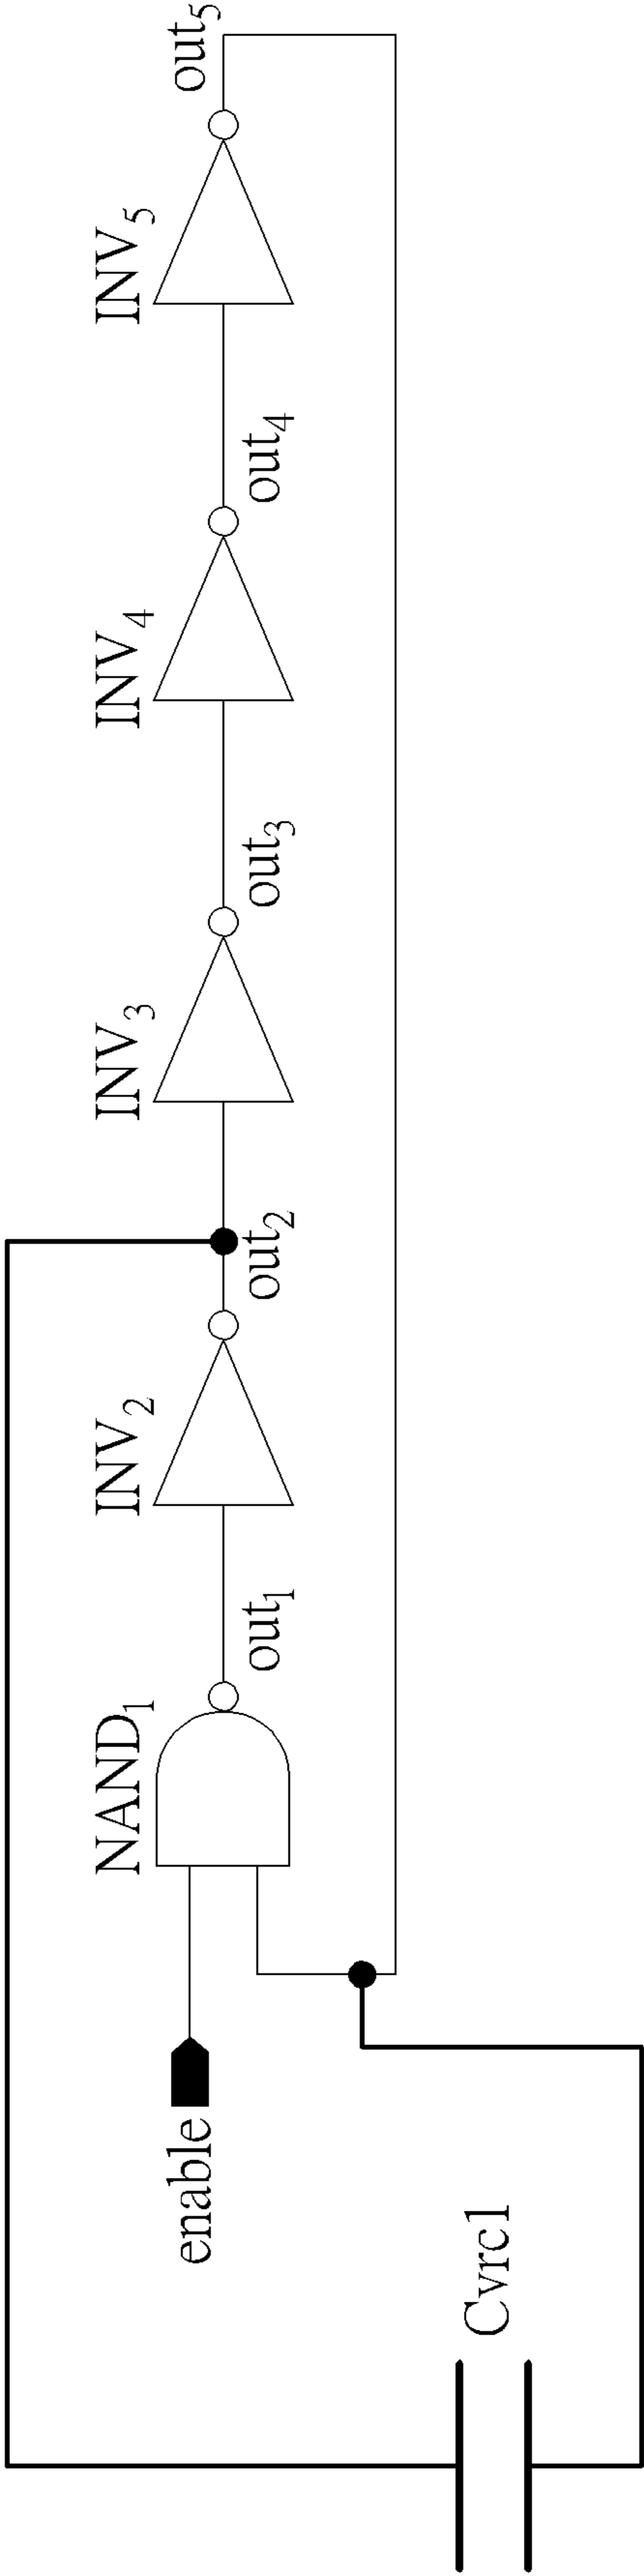 enable
NAND1
out1
INV2
out2
INV3
out3
INV4
out4
INV5
out5
Cvrc1